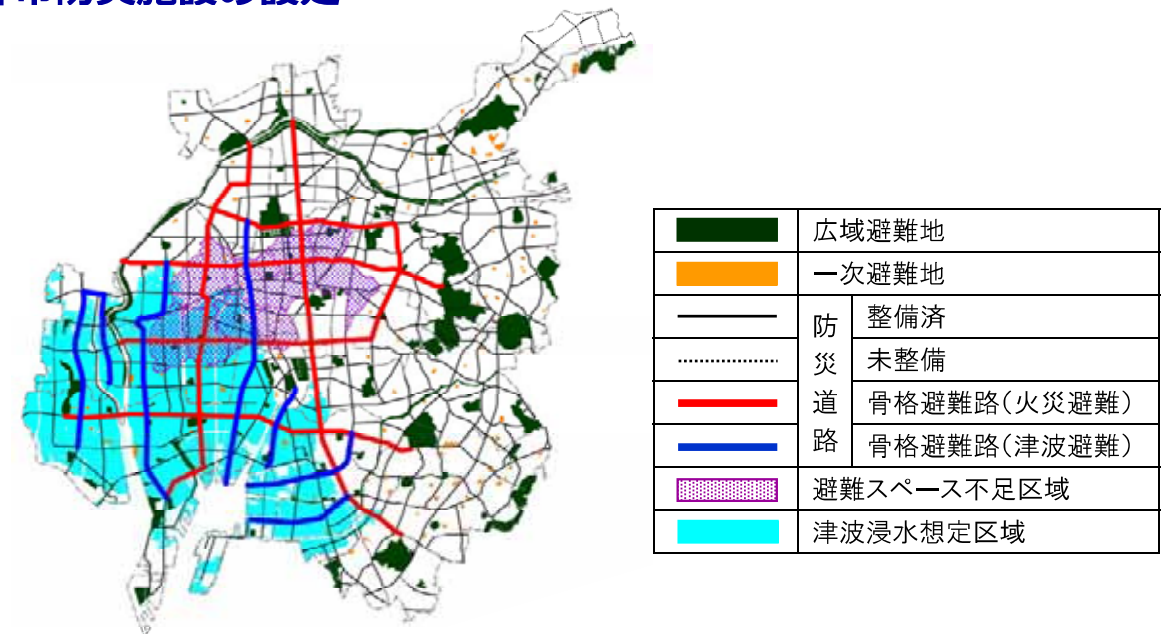 広域避難地
一次避難地
防災道路
整備済
未整備
骨格避難路(火災避難)
骨格避難路(津波避難)
避難スペース不足区域
津波浸水想定区域